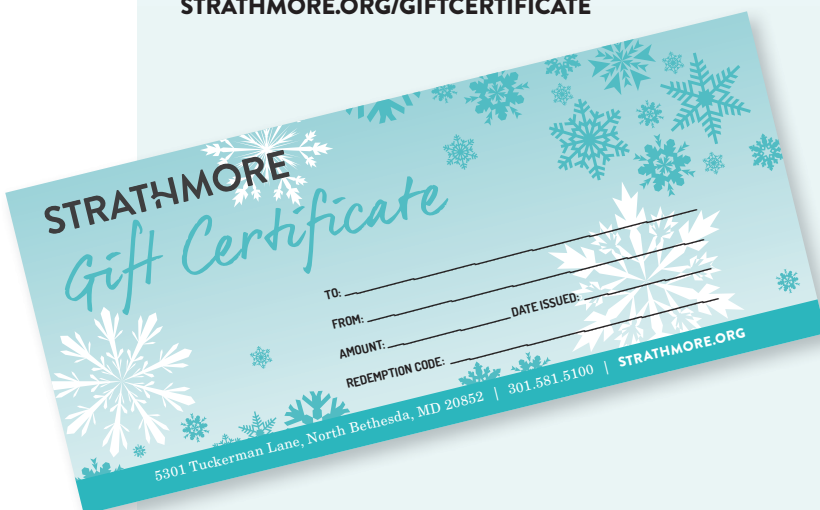 STRATHMORE.ORG/GIFTCERTIFICATE
STRATHMORE
Gift Certificate
TO:
FROM:
AMOUNT: DATE ISSUED:
REDEMPTION CODE:
5301 Tuckerman Lane, North Bethesda, MD 20852 | 301.581.5100 | STRATHMORE.ORG